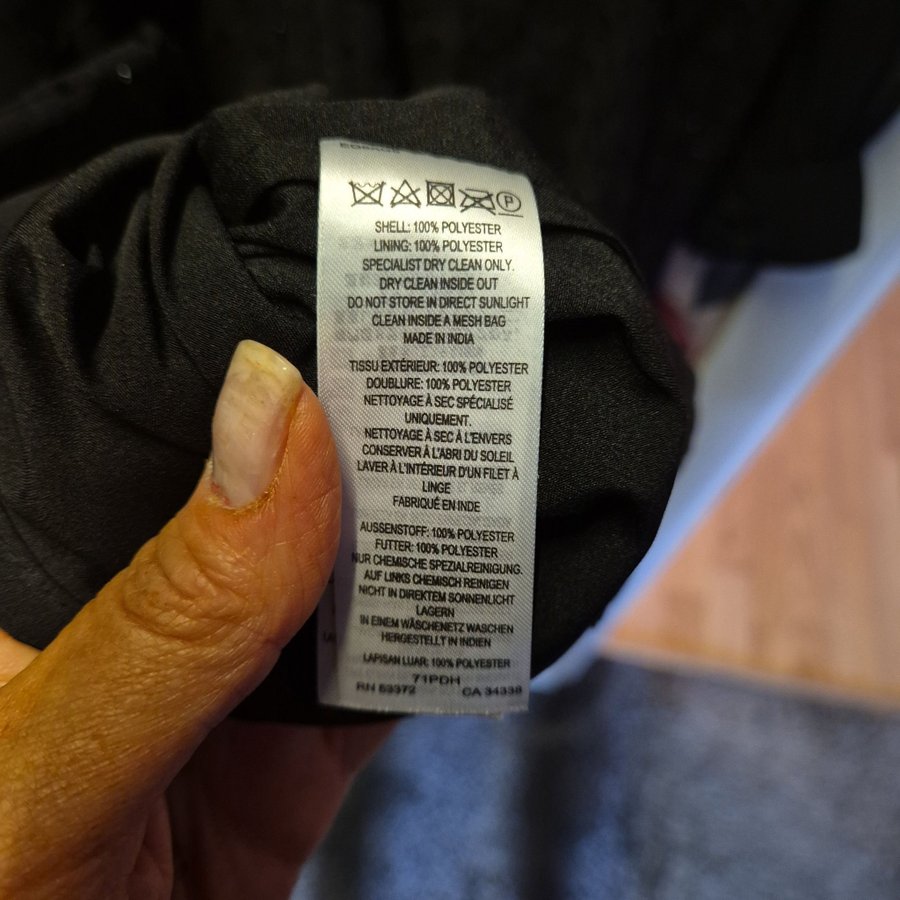 P
SHELL: 100% POLYESTER
LINING: 100% POLYESTER
SPECIALIST DRY CLEAN ONLY.
DRY CLEAN INSIDE OUT
DO NOT STORE IN DIRECT SUNLIGHT
CLEAN INSIDE A MESH BAG
MADE IN INDIA
TISSU EXTÉRIEUR: 100% POLYESTER
DOUBLURE: 100% POLYESTER
NETTOYAGE À SEC SPÉCIALISÉ
UNIQUEMENT.
NETTOYAGE À SEC À L'ENVERS
CONSERVER À L'ABRI DU SOLEIL
LAVER À L'INTÉRIEUR D'UN FILET À
LINGE
FABRIQUÉ EN INDE
AUSSENSTOFF: 100% POLYESTER
FUTTER: 100% POLYESTER
NUR CHEMISCHE SPEZIALREINIGUNG.
AUF LINKS CHEMISCH REINIGEN
NICHT IN DIREKTEM SONNENLICHT
LAGERN
IN EINEM WÄSCHENETZ WASCHEN
HERGESTELLT IN INDIEN
LAPISAN LUAR: 100% POLYESTER
71PDH
RN 59372 CA 34338